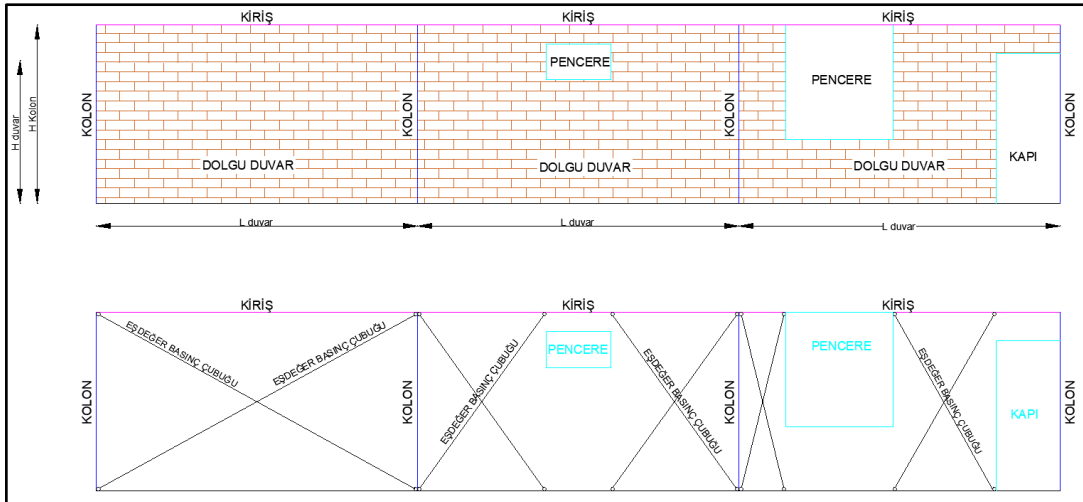 KİRİŞ KİRİŞ KİRİŞ
PENCERE
PENCERE
H duvar
H Kolon
KOLON
KOLON
KOLON
KOLON
DOLGU DUVAR
DOLGU DUVAR
DOLGU DUVAR
KAPI
L duvar
L duvar
L duvar
KİRİŞ KİRİŞ KİRİŞ
EŞDEĞER BASINÇ ÇUBUĞU
EŞDEĞER BASINÇ ÇUBUĞU
PENCERE
EŞDEĞER BASINÇ ÇUBUĞU
EŞDEĞER BASINÇ ÇUBUĞU
PENCERE
EŞDEĞER BASINÇ ÇUBUĞU
KOLON
KOLON
KOLON
KOLON
KAPI